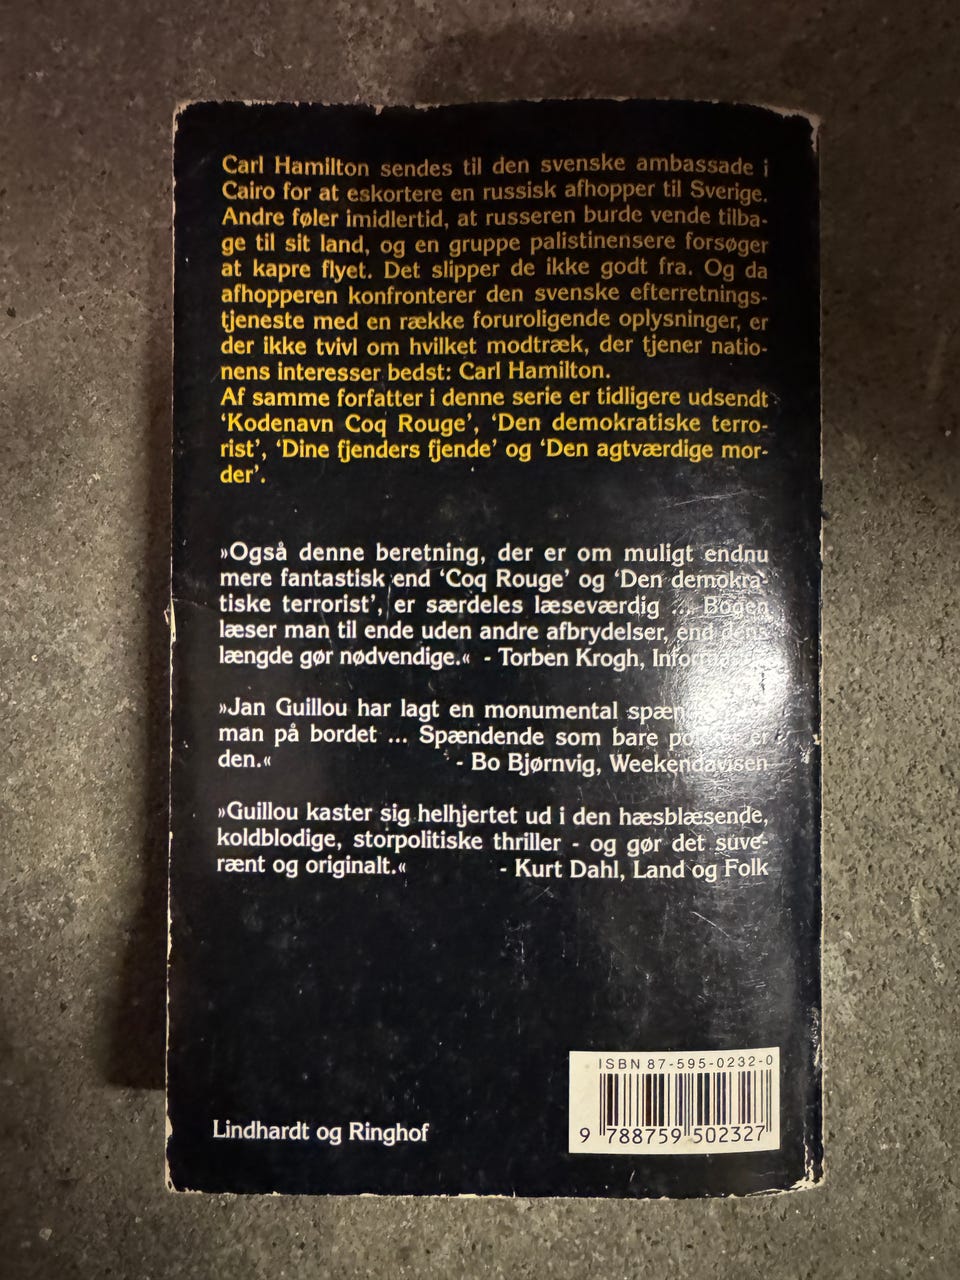 Carl Hamilton sendes til den svenske ambassade i
Cairo for at eskortere en russisk afhopper til Sverige.
Andre føler imidlertid, at russeren burde vende tilba-
ge til sit land, og en gruppe palistinensere forsøger
at kapre flyet. Det slipper de ikke godt fra. Og da
afhopperen konfronterer den svenske efterretnings-
tjeneste med en række foruroligende oplysninger, er
der ikke tvivl om hvilket modtræk, der tjener natio-
nens interesser bedst: Carl Hamilton.
Af samme forfatter i denne serie er tidligere udsendt
‘Kodenavn Coq Rouge’, ‘Den demokratiske terro-
rist’, ‘Dine fjenders fjende’ og ‘Den agtværdige mor-
der’.
»Også denne beretning, der er om muligt endnu
mere fantastisk end ‘Coq Rouge’ og ‘Den demokra-
tiske terrorist’, er særdeles læseværdig ... Bogen
læser man til ende uden andre afbrydelser, end dens
længde gør nødvendige.« - Torben Krogh,
»Jan Guillou har lagt en monumental
man på bordet ... Spændende som bare er
den.« - Bo Bjørnvig, Weekendavisen
»Guillou kaster sig helhjertet ud i den hæsblæsende,
koldblodige, storpolitiske thriller - og gør det suve-
rænt og originalt.« - Kurt Dahl, Land og Folk
ISBN 87-595-0232-0
9 788759 502327
Lindhardt og Ringhof